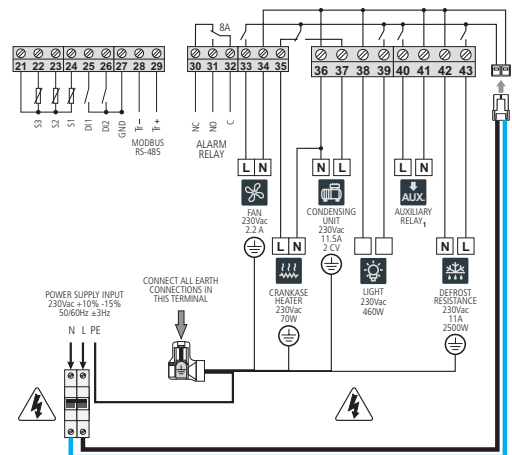 8A
21 22 23 24 25 26 27 28 29
30 31 32 33 34 35
36 37 38 39 40 41 42 43
S3 S2 S1 DI1 DI2 GND Tr - Tr +
MODBUS
RS-485
NC NO C
ALARM
RELAY
L N
FAN
230Vac
2.2 A
L N
CRANKASE
HEATER
230Vac
70W
L N
CONDENSING
UNIT
230Vac
11.5A
2 CV
LIGHT
230Vac
460W
L N
AUX.
AUXILIARY
RELAY1
N L
DEFROST
RESISTANCE
230Vac
11A
2500W
CONNECT ALL EARTH
CONNECTIONS IN
THIS TERMINAL
POWER SUPPLY INPUT
230Vac +10% -15%
50/60Hz ±3Hz
N L PE